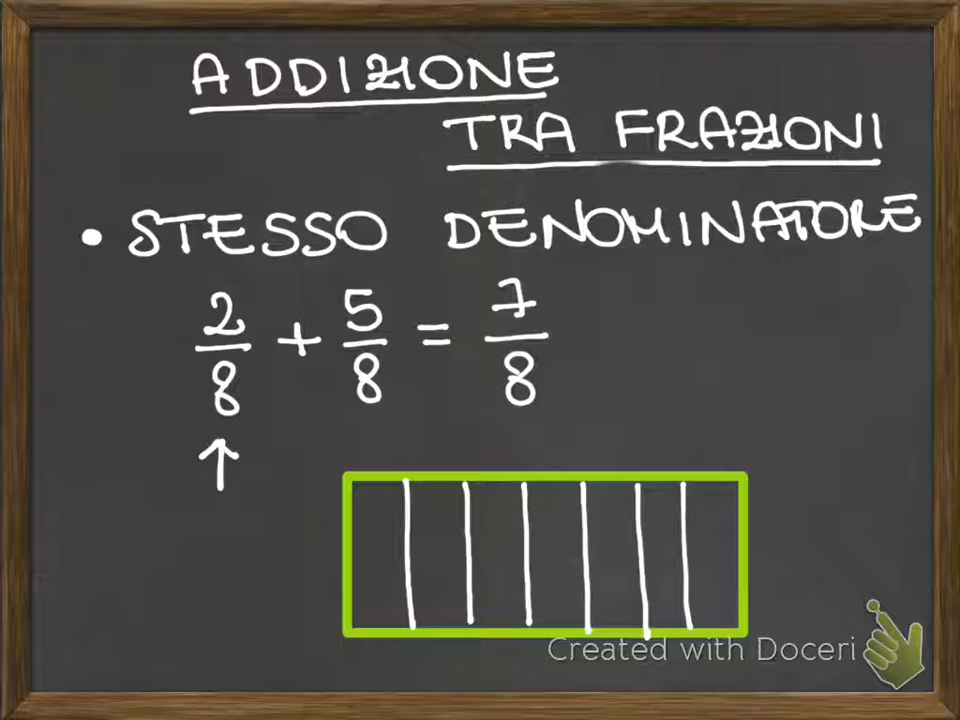 ADDIZIONE
TRA FRAZIONI
• STESSO DENOMINATORE
2/8 + 5/8 = 7/8
↑
Created with Doceri